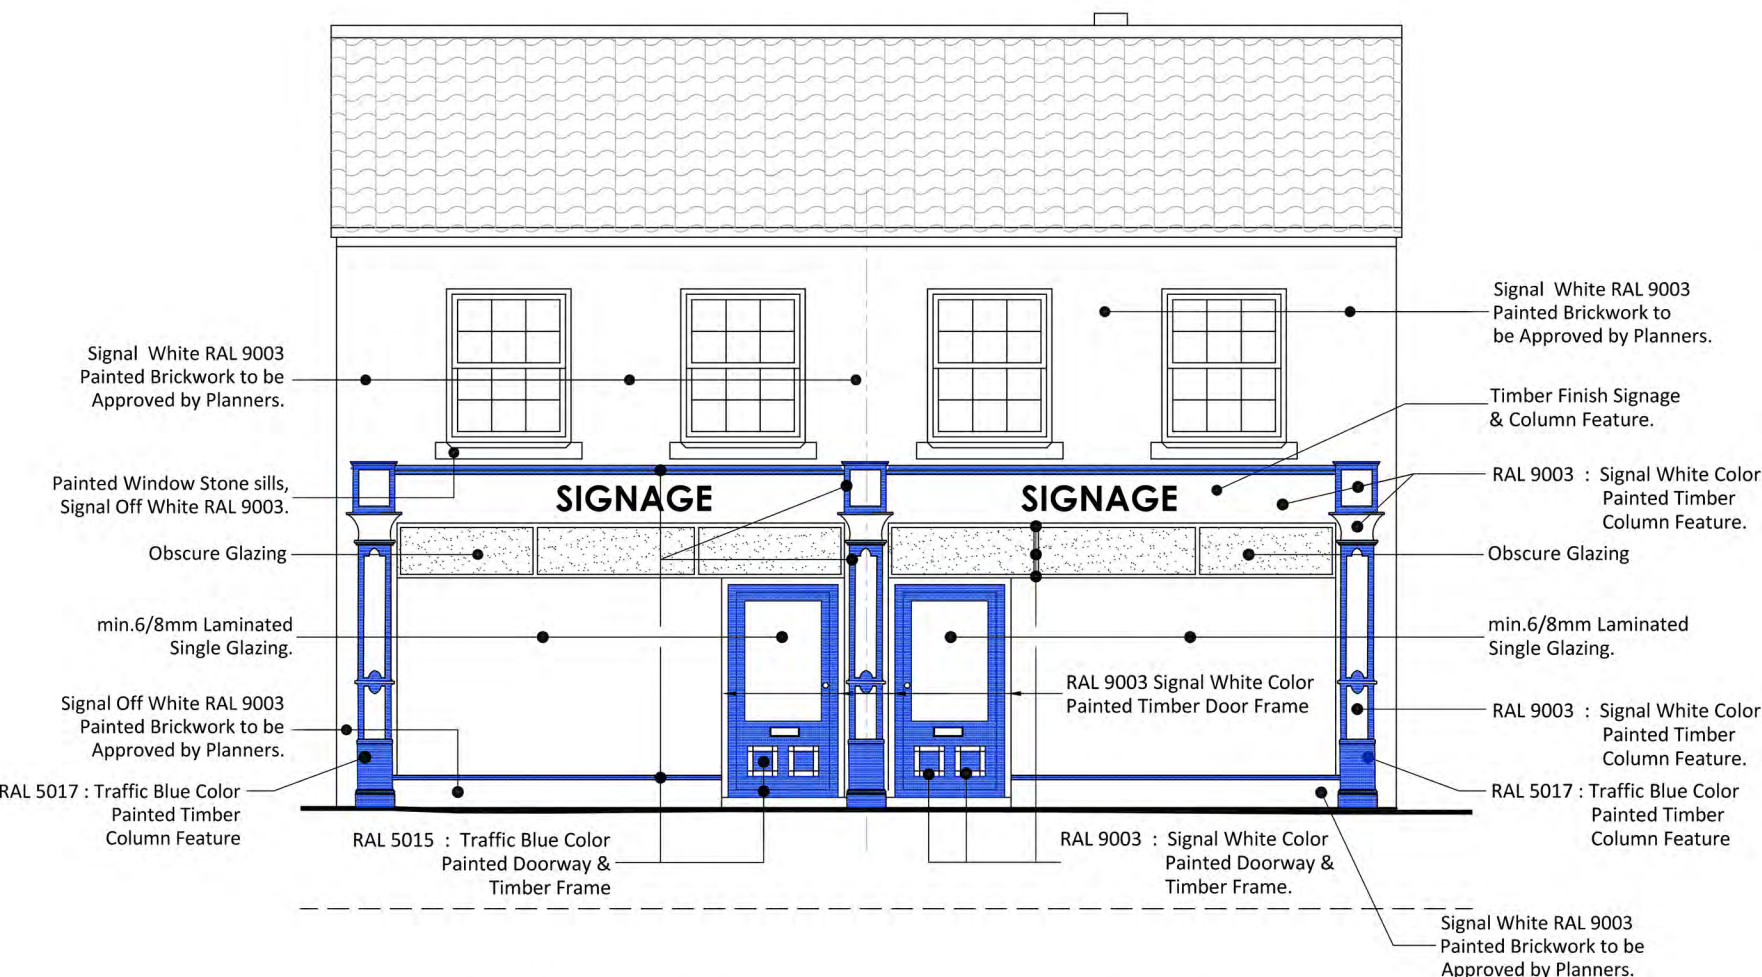 Signal White RAL 9003
Painted Brickwork to be
Approved by Planners.
Painted Window Stone sills,
Signal Off White RAL 9003.
Obscure Glazing
min.6/8mm Laminated
Single Glazing.
Signal Off White RAL 9003
Painted Brickwork to be
Approved by Planners.
RAL 5017 : Traffic Blue Color
Painted Timber
Column Feature
SIGNAGE
SIGNAGE
RAL 9003 Signal White Color
Painted Timber Door Frame
RAL 5015 : Traffic Blue Color
Painted Doorway &
Timber Frame
RAL 9003 : Signal White Color
Painted Doorway &
Timber Frame.
Signal White RAL 9003
Painted Brickwork to
be Approved by Planners.
Timber Finish Signage
& Column Feature.
RAL 9003 : Signal White Color
Painted Timber
Column Feature.
Obscure Glazing
min.6/8mm Laminated
Single Glazing.
RAL 9003 : Signal White Color
Painted Timber
Column Feature.
RAL 5017 : Traffic Blue Color
Painted Timber
Column Feature
Signal White RAL 9003
Painted Brickwork to be
Approved by Planners.